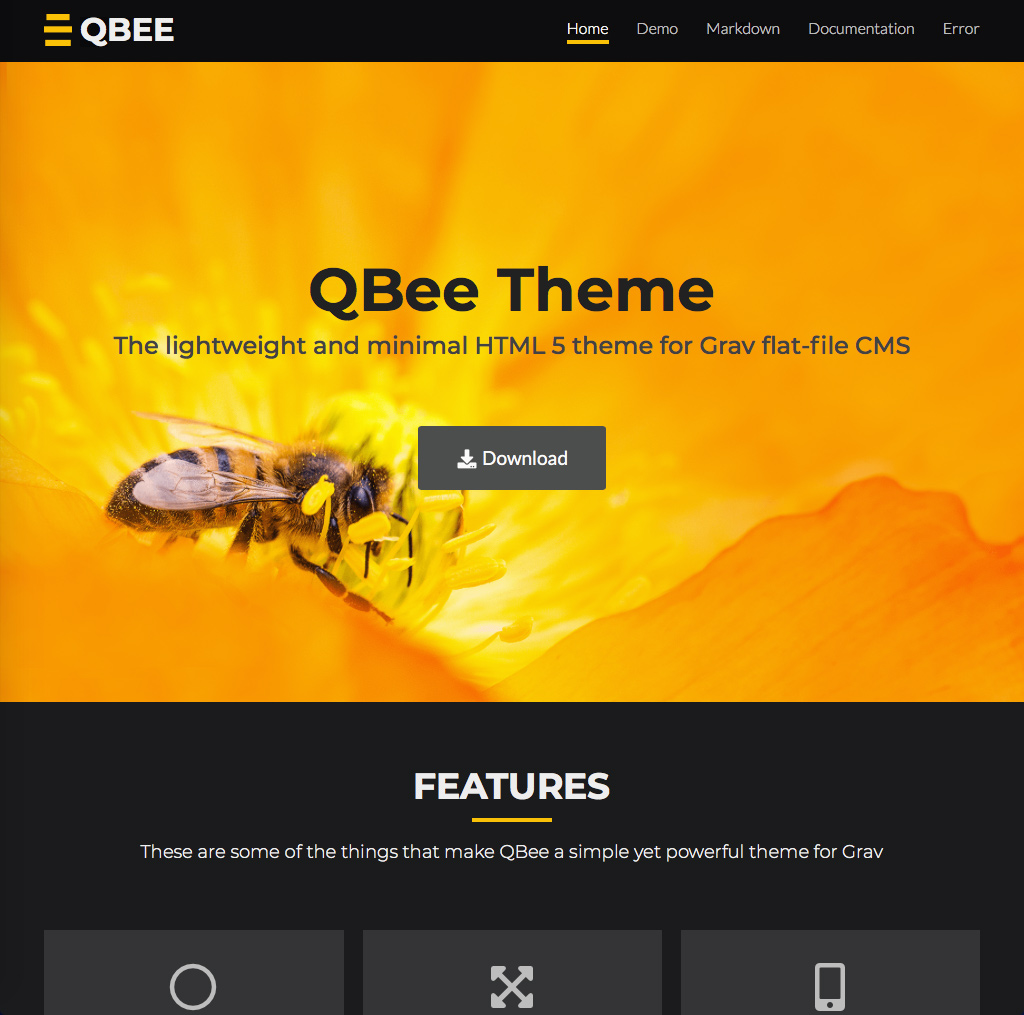 QBEE
Home Demo Markdown Documentation Error
QBee Theme
The lightweight and minimal HTML 5 theme for Grav flat-file CMS
Download
FEATURES
These are some of the things that make QBee a simple yet powerful theme for Grav